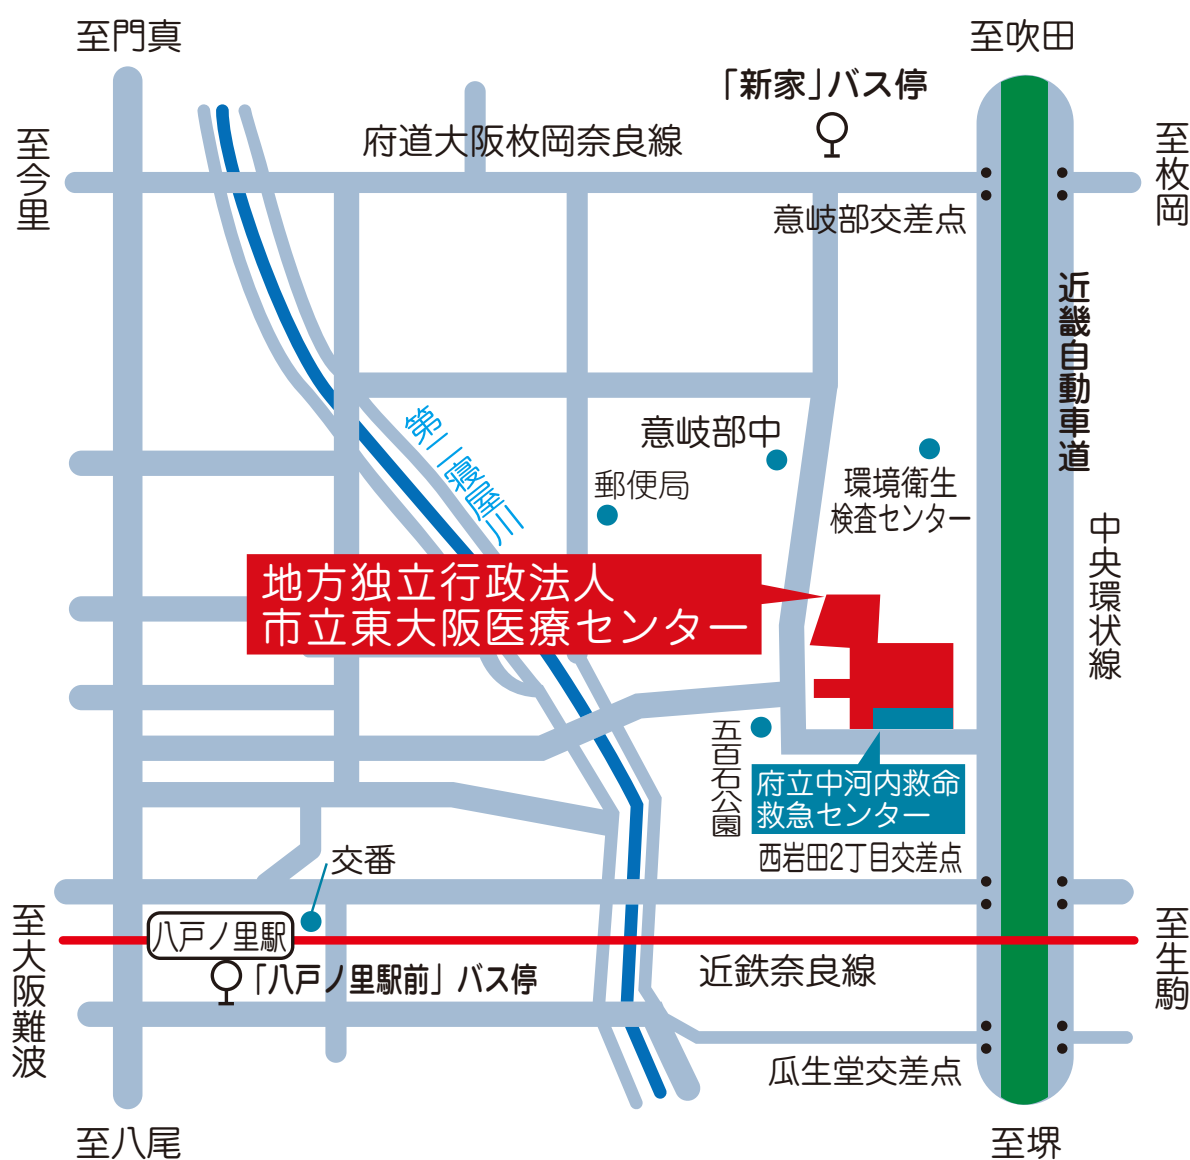 至門真
至吹田
「新家」バス停
府道大阪枚岡奈良線
至今里
至枚岡
意岐部交差点
近畿自動車道
第二寝屋川
意岐部中
郵便局
環境衛生
検査センター
中央環状線
地方独立行政法人
市立東大阪医療センター
五百石公園
府立中河内救命
救急センター
西岩田2丁目交差点
交番
八戸ノ里駅
「八戸ノ里駅前」バス停
近鉄奈良線
至大阪難波
至生駒
瓜生堂交差点
至八尾
至堺